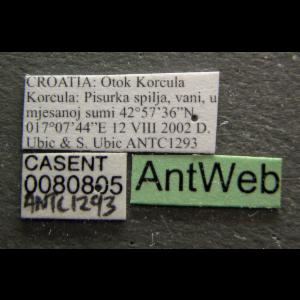 CROATIA: Otok Korcula
Korcula: Pisurka spilja, vani, u
mjesanoj sumi 42°57'36"N,
017°07'44"E 12 VIII 2002 D.
Ubic & S. Ubic ANTC1293
CASENT
0080805
ANTC1293
AntWeb